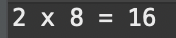 2 x 8 = 16